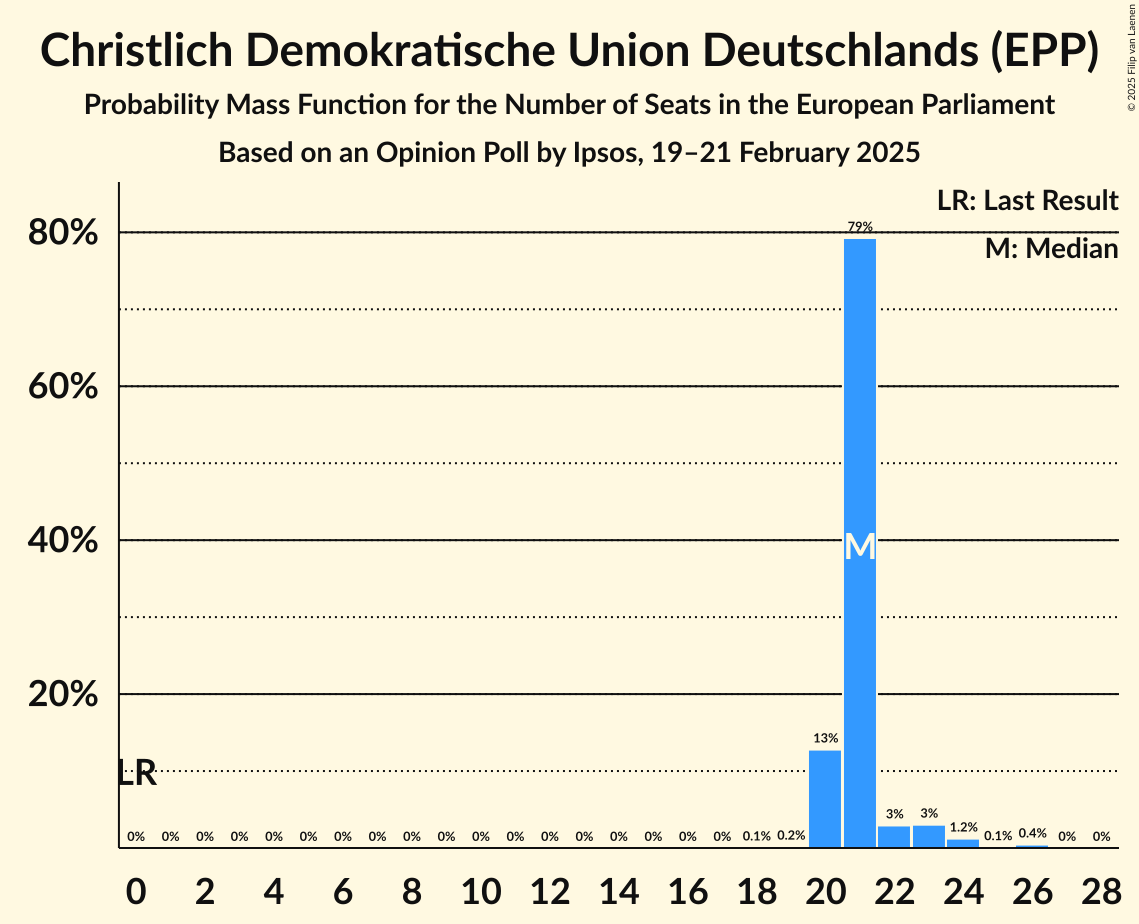 Christlich Demokratische Union Deutschlands (EPP)
Probability Mass Function for the Number of Seats in the European Parliament
Based on an Opinion Poll by Ipsos, 19–21 February 2025
© 2025 Filip van Laenen
LR: Last Result
M: Median
80%
60%
40%
20%
79%
M
LR
13%
0% 0% 0% 0% 0% 0% 0% 0% 0% 0% 0% 0% 0% 0% 0% 0% 0% 0% 0.1% 0.2% 3% 3% 1.2% 0.1% 0.4% 0% 0%
0 2 4 6 8 10 12 14 16 18 20 22 24 26 28